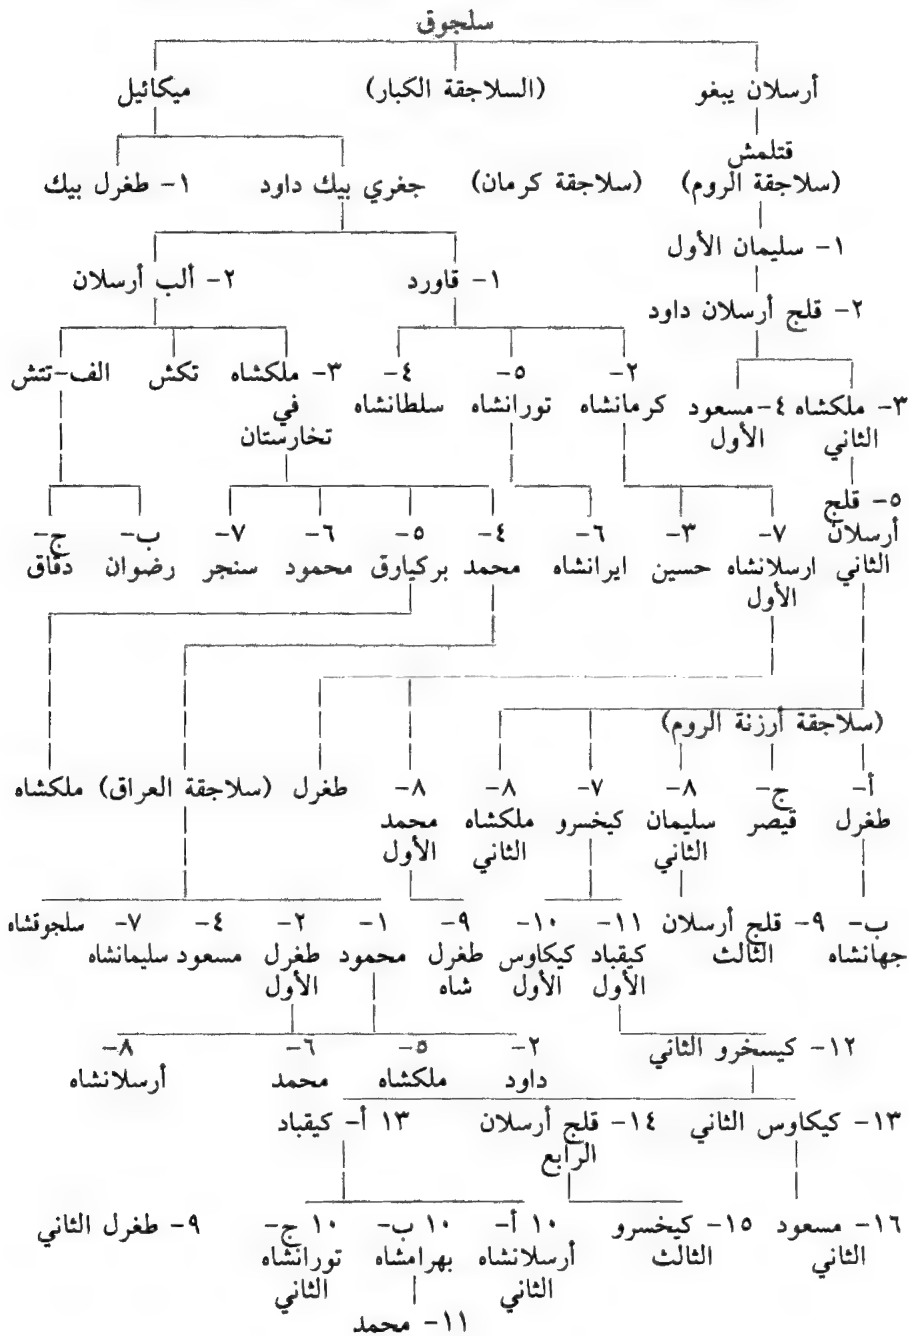 سلجوق
أرسلان يبغو (السلاجقة الكبار) ميكائيل
قتلمش
(سلاجقة الروم) (سلاجقة كرمان) جغري بيك داود ١- طغرل بيك
١- سليمان الأول
١- قاورد ٢- ألب أرسلان
٢- قلج أرسلان داود
٢- ٥- ٤- ٣- ملكشاه تكش الف-تتش
٣- ملكشاه ٤- مسعود كرمانشاه تورانشاه سلطانشاه في
الثاني الأول تخارستان
٥- قلج
أرسلان ٧- ٣- ٦- ٤- ٥- ٦- ٧- ب- ج-
الثاني ارسلانشاه حسين ايرانشاه محمد بركيارق محمود سنجر رضوان دقاق
الأول
(سلاجقة أرزنة الروم)
أ- ج- ٨- ٧- ٨- ٨- طغرل (سلاجقة العراق) ملكشاه
طغرل قيصر سليمان كيخسرو ملكشاه محمد
الثاني الثاني الأول
ب- ٩- قلج أرسلان ١١- ١٠- ٩- ١- ٢- ٤- ٧- سلجوقشاه
جهانشاه الثالث كيقباد كيكاوس طغرل محمود طغرل مسعود سليمانشاه
الأول الأول شاه الأول
١٢- كيسخرو الثاني ٢- ٥- ٦- ٨-
داود ملكشاه محمد أرسلانشاه
١٣- كيكاوس الثاني ١٤- قلج أرسلان ١٣ أ- كيقباد
الرابع
١٦- مسعود ١٥- كيخسرو ١٠ أ- ١٠ ب- ١٠ ج- ٩- طغرل الثاني
الثاني الثالث أرسلانشاه بهرامشاه تورانشاه
الثاني الثاني
١١- محمد